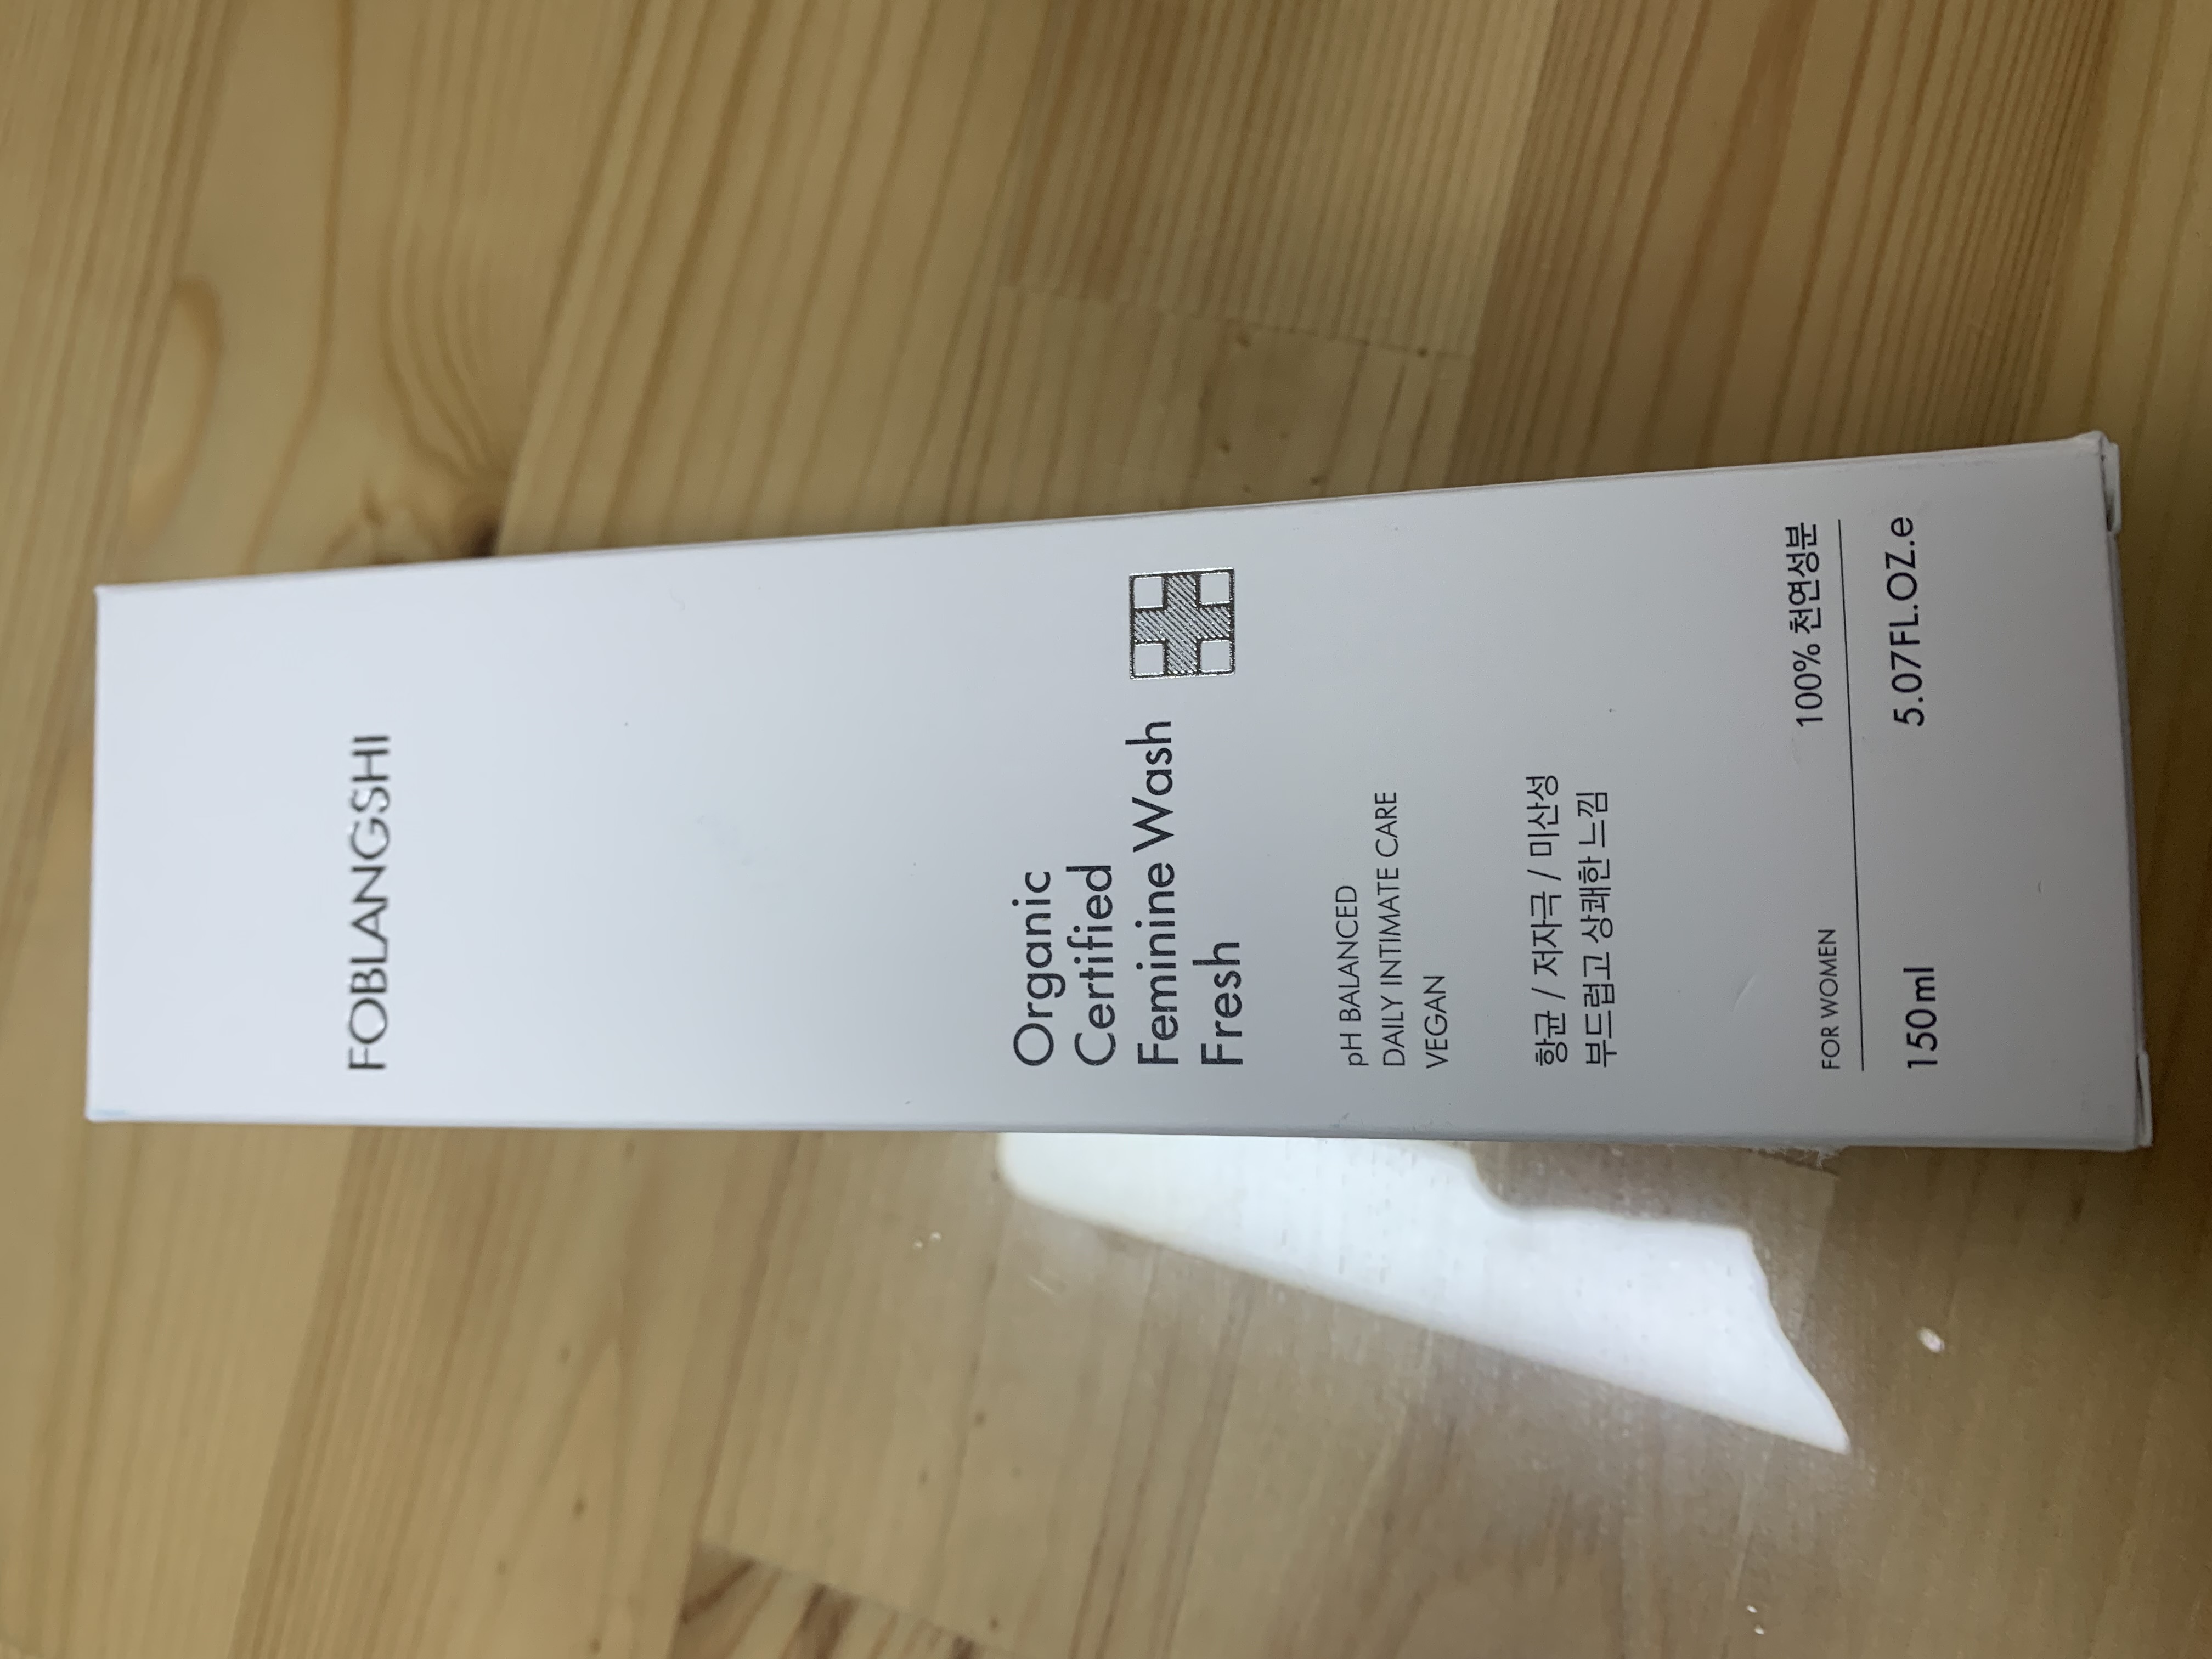 FOBLANGSHI
Organic
Certified
Feminine Wash
Fresh
pH BALANCED
DAILY INTIMATE CARE
VEGAN
항균 / 저자극 / 미산성
부드럽고 상쾌한 느낌
FOR WOMEN 100% 천연성분
150ml 5.07FL.OZ.e